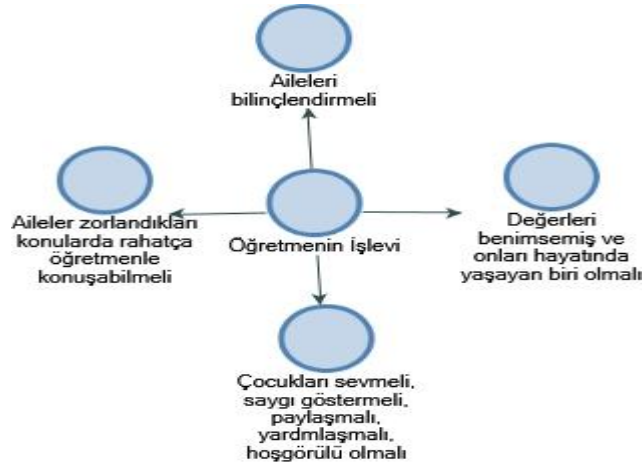 Aileleri
bilinçlendirmeli
Aileler zorlandıkları
konularda rahatça
öğretmenle
konuşabilmeli
Öğretmenin İşlevi
Değerleri
benimsemiş ve
onları hayatında
yaşayan biri olmalı
Çocukları sevmeli,
saygı göstermeli,
paylaşmalı,
yardmlaşmalı,
hoşgörülü olmalı